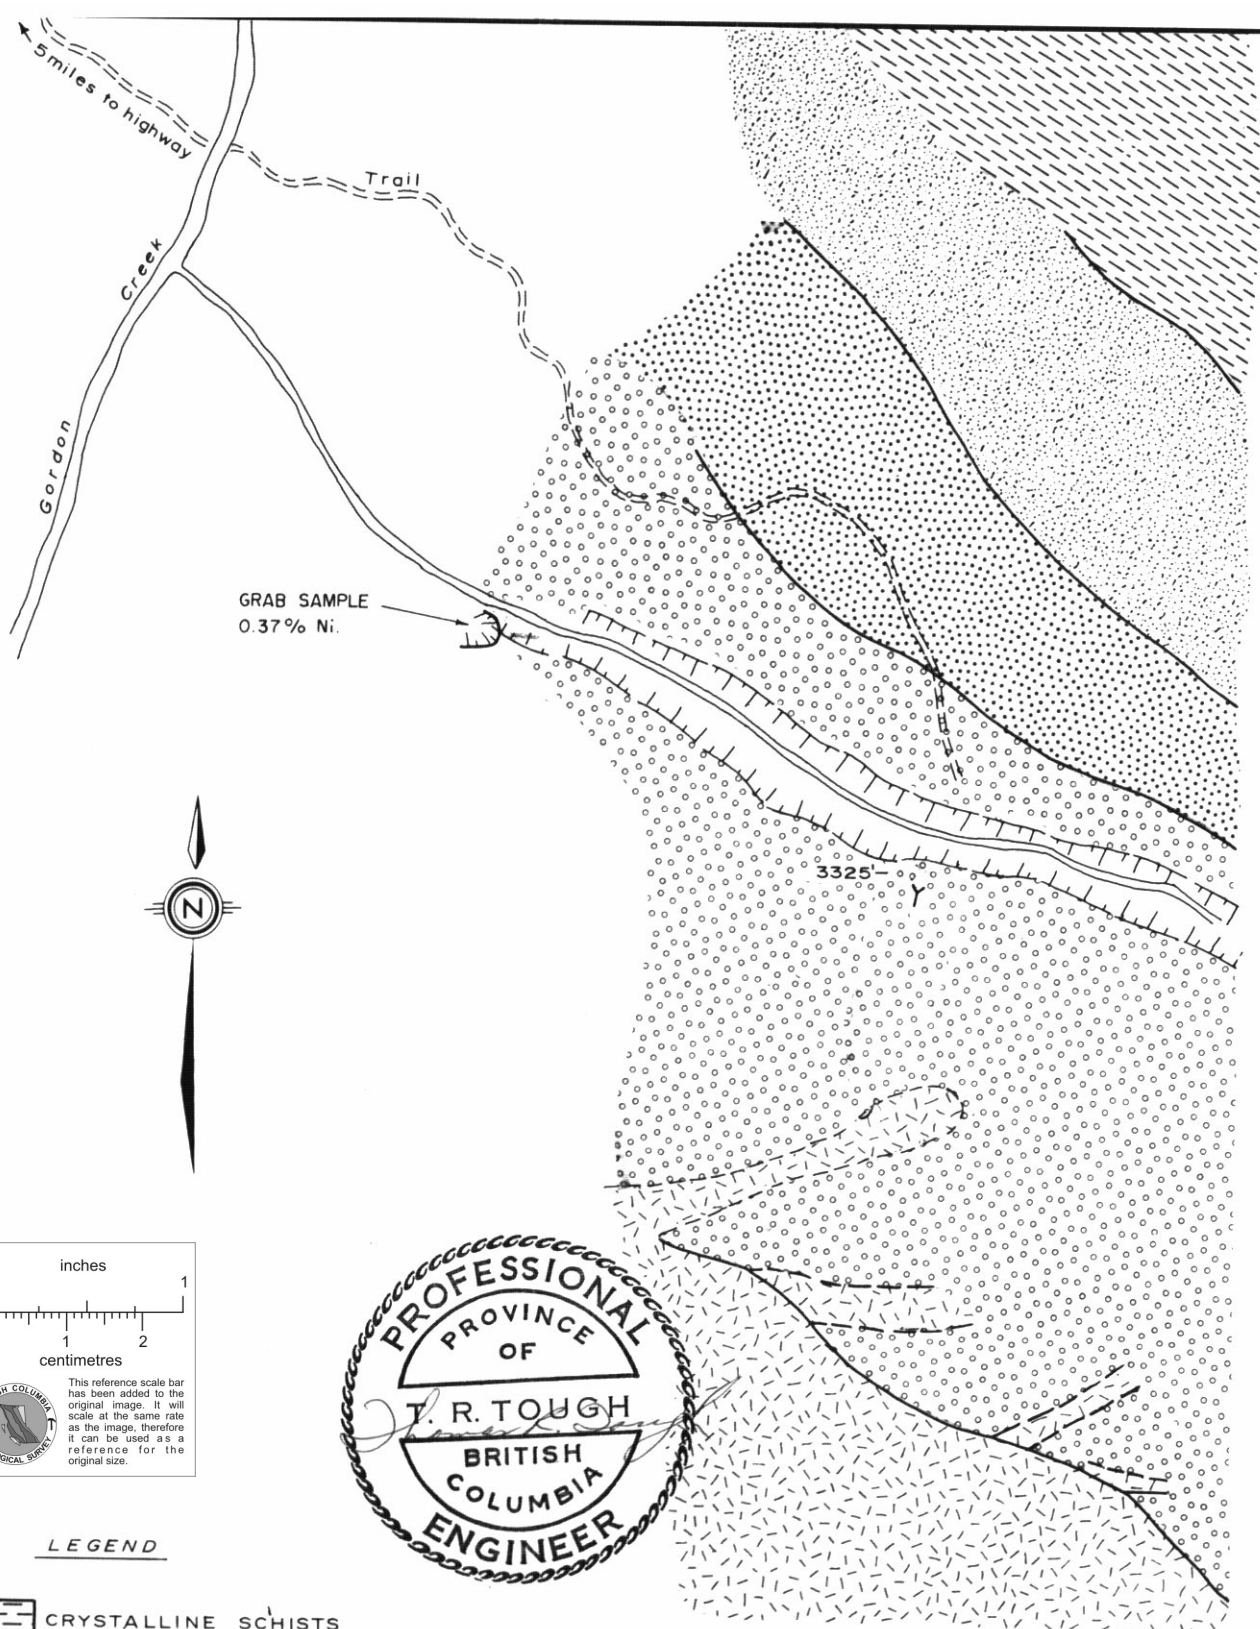 5 miles to highway
Trail
Creek
Gordon
GRAB SAMPLE
0.37% Ni.
3325'-
Y
N
inches
1
1 2
centimetres
This reference scale bar
has been added to the
original image. It will
scale at the same rate
as the image, therefore
it can be used as a
reference for the
original size.
PROFESSIONAL
PROVINCE
OF
T. R. TOUGH
BRITISH
COLUMBIA
ENGINEER
LEGEND
CRYSTALLINE SCHISTS